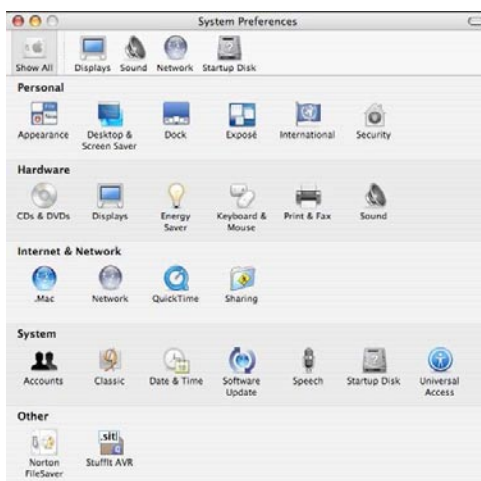 System Preferences
Show All Displays Sound Network Startup Disk
Personal
Appearance Desktop & Screen Saver Dock Exposé International Security
Hardware
CDs & DVDs Displays Energy Saver Keyboard & Mouse Print & Fax Sound
Internet & Network
.Mac Network QuickTime Sharing
System
Accounts Classic Date & Time Software Update Speech Startup Disk Universal Access
Other
.sit
Norton FileSaver StuffIt AVR